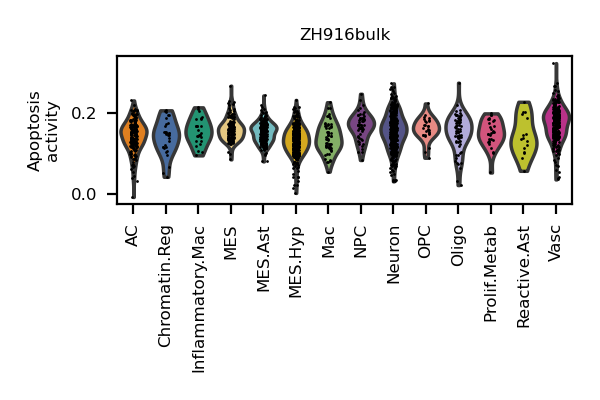 ZH916bulk
Apoptosis
activity
0.2
0.0
AC
Chromatin.Reg
Inflammatory.Mac
MES
MES.Ast
MES.Hyp
Mac
NPC
Neuron
OPC
Oligo
Prolif.Metab
Reactive.Ast
Vasc